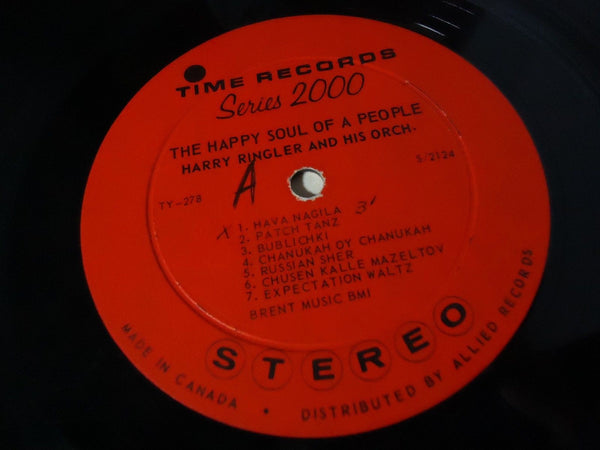 TIME RECORDS
Series 2000
THE HAPPY SOUL OF A PEOPLE
HARRY RINGLER AND HIS ORCH.
A
S/2124
TY-278
X 1. HAVA NAGILA 3'
2. PATCH TANZ
3. BUBLICHKI
4. CHANUKAH OY CHANUKAH
5. RUSSIAN SHER
6. CHUSEN KALLE MAZELTOV
7. EXPECTATION WALTZ
BRENT MUSIC BMI
STEREO
MADE IN CANADA • DISTRIBUTED BY ALLIED RECORDS